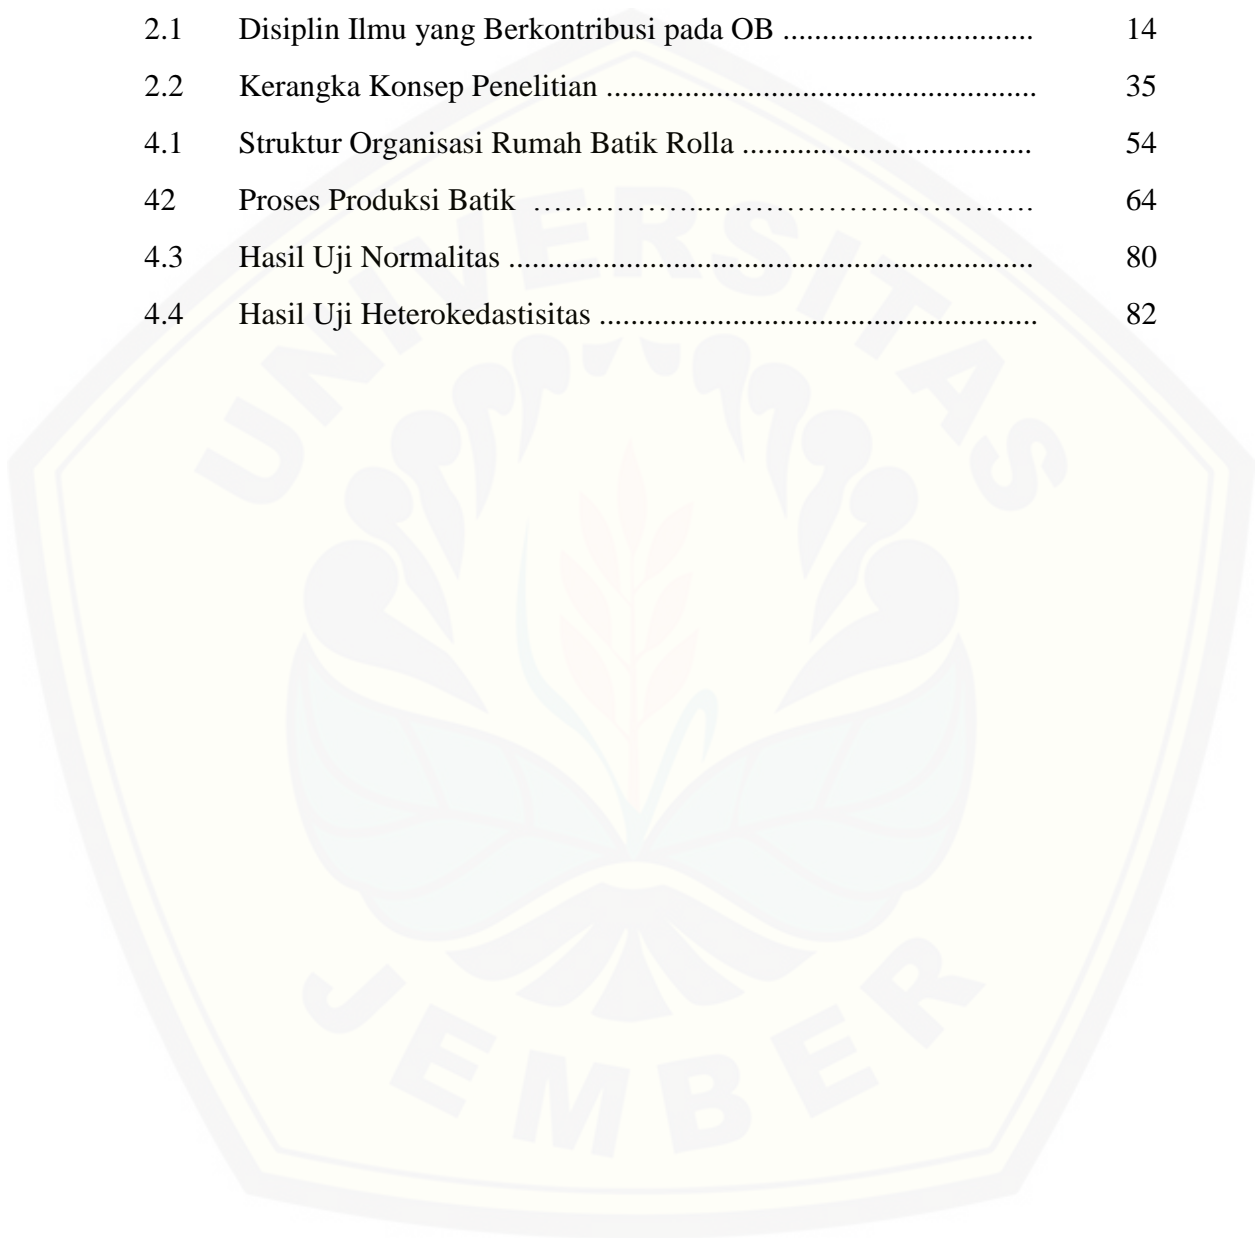 2.1 Disiplin Ilmu yang Berkontribusi pada OB ................................ 14
2.2 Kerangka Konsep Penelitian ....................................................... 35
4.1 Struktur Organisasi Rumah Batik Rolla ..................................... 54
42 Proses Produksi Batik ……………...………………………………. 64
4.3 Hasil Uji Normalitas ................................................................... 80
4.4 Hasil Uji Heterokedastisitas ........................................................ 82
UNIVERSITAS
JEMBER